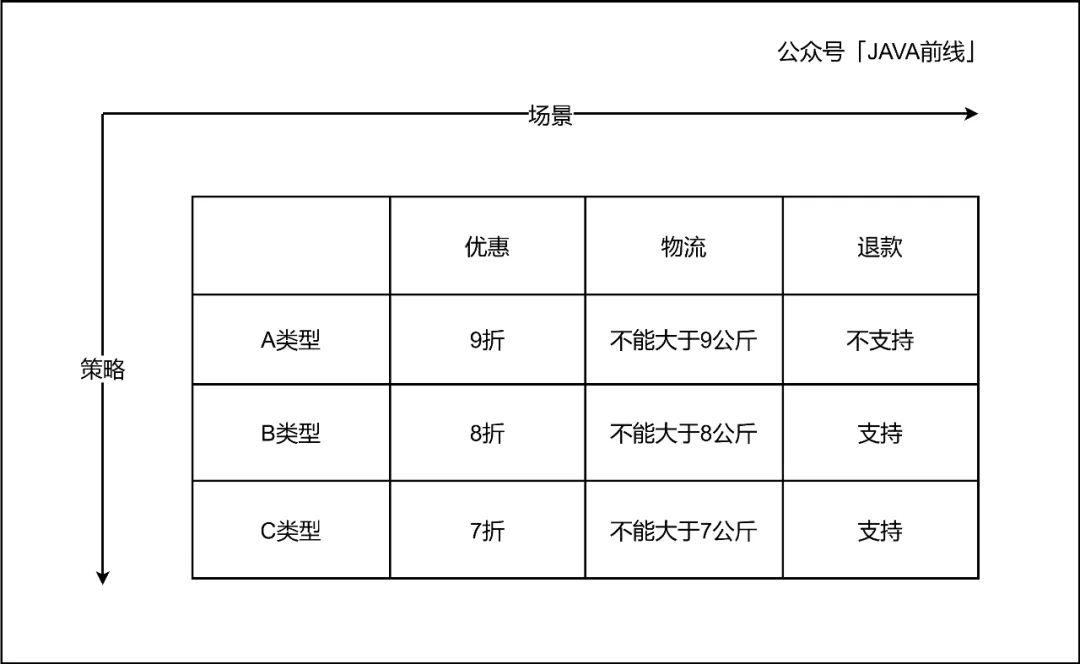 公众号「JAVA前线」
场景
策略
优惠 物流 退款
A类型 9折 不能大于9公斤 不支持
B类型 8折 不能大于8公斤 支持
C类型 7折 不能大于7公斤 支持